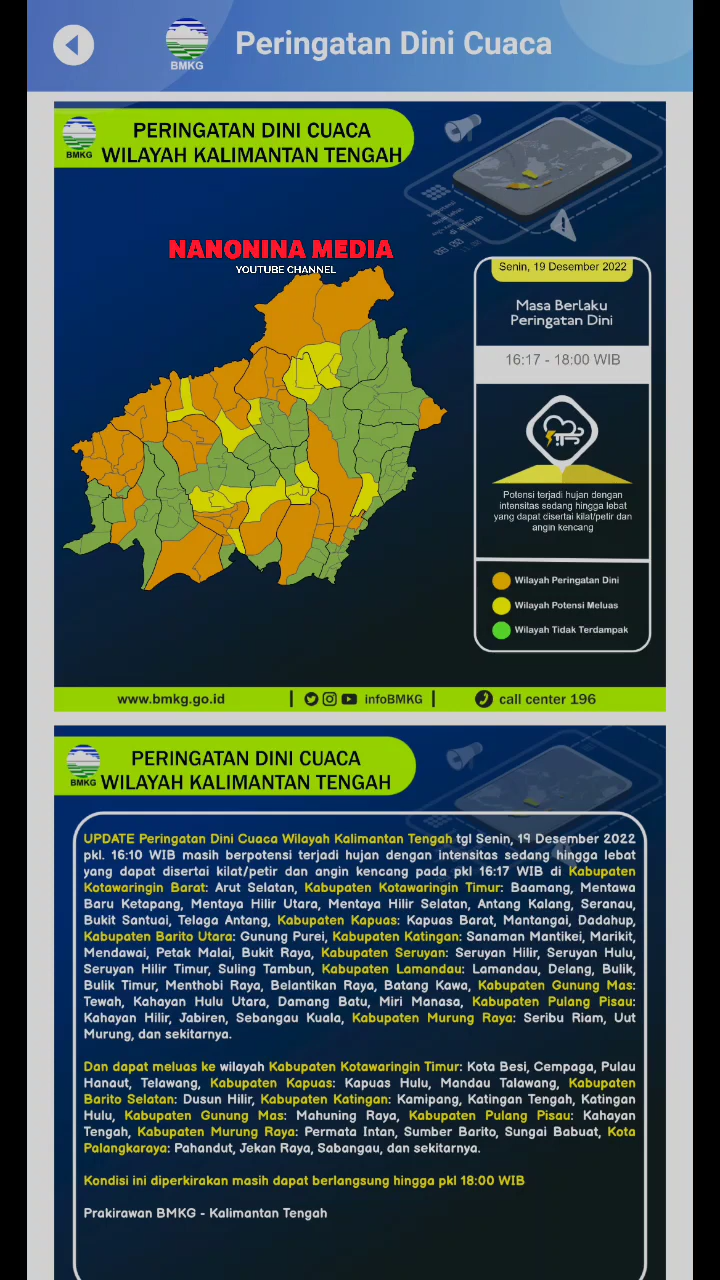 BMKG
Peringatan Dini Cuaca
BMKG
PERINGATAN DINI CUACA
WILAYAH KALIMANTAN TENGAH
NANONINA MEDIA
YOUTUBE CHANNEL
Senin, 19 Desember 2022
Masa Berlaku
Peringatan Dini
16:17 - 18:00 WIB
Potensi terjadi hujan dengan
intensitas sedang hingga lebat
yang dapat disertai kilat/petir dan
angin kencang
Wilayah Peringatan Dini
Wilayah Potensi Meluas
Wilayah Tidak Terdampak
www.bmkg.go.id | infoBMKG | call center 196
BMKG
PERINGATAN DINI CUACA
WILAYAH KALIMANTAN TENGAH
UPDATE Peringatan Dini Cuaca Wilayah Kalimantan Tengah tgl Senin, 19 Desember 2022
pkl. 16:10 WIB masih berpotensi terjadi hujan dengan intensitas sedang hingga lebat
yang dapat disertai kilat/petir dan angin kencang pada pkl 16:17 WIB di Kabupaten
Kotawaringin Barat: Arut Selatan, Kabupaten Kotawaringin Timur: Baamang, Mentawa
Baru Ketapang, Mentaya Hilir Utara, Mentaya Hilir Selatan, Antang Kalang, Seranau,
Bukit Santuai, Telaga Antang, Kabupaten Kapuas: Kapuas Barat, Mantangai, Dadahup,
Kabupaten Barito Utara: Gunung Purei, Kabupaten Katingan: Sanaman Mantikei, Marikit,
Mendawai, Petak Malai, Bukit Raya, Kabupaten Seruyan: Seruyan Hilir, Seruyan Hulu,
Seruyan Hilir Timur, Suling Tambun, Kabupaten Lamandau: Lamandau, Delang, Bulik,
Bulik Timur, Menthobi Raya, Belantikan Raya, Batang Kawa, Kabupaten Gunung Mas:
Tewah, Kahayan Hulu Utara, Damang Batu, Miri Manasa, Kabupaten Pulang Pisau:
Kahayan Hilir, Jabiren, Sebangau Kuala, Kabupaten Murung Raya: Seribu Riam, Uut
Murung, dan sekitarnya.
Dan dapat meluas ke wilayah Kabupaten Kotawaringin Timur: Kota Besi, Cempaga, Pulau
Hanaut, Telawang, Kabupaten Kapuas: Kapuas Hulu, Mandau Talawang, Kabupaten
Barito Selatan: Dusun Hilir, Kabupaten Katingan: Kamipang, Katingan Tengah, Katingan
Hulu, Kabupaten Gunung Mas: Mahuning Raya, Kabupaten Pulang Pisau: Kahayan
Tengah, Kabupaten Murung Raya: Permata Intan, Sumber Barito, Sungai Babuat, Kota
Palangkaraya: Pahandut, Jekan Raya, Sabangau, dan sekitarnya.
Kondisi ini diperkirakan masih dapat berlangsung hingga pkl 18:00 WIB
Prakirawan BMKG - Kalimantan Tengah